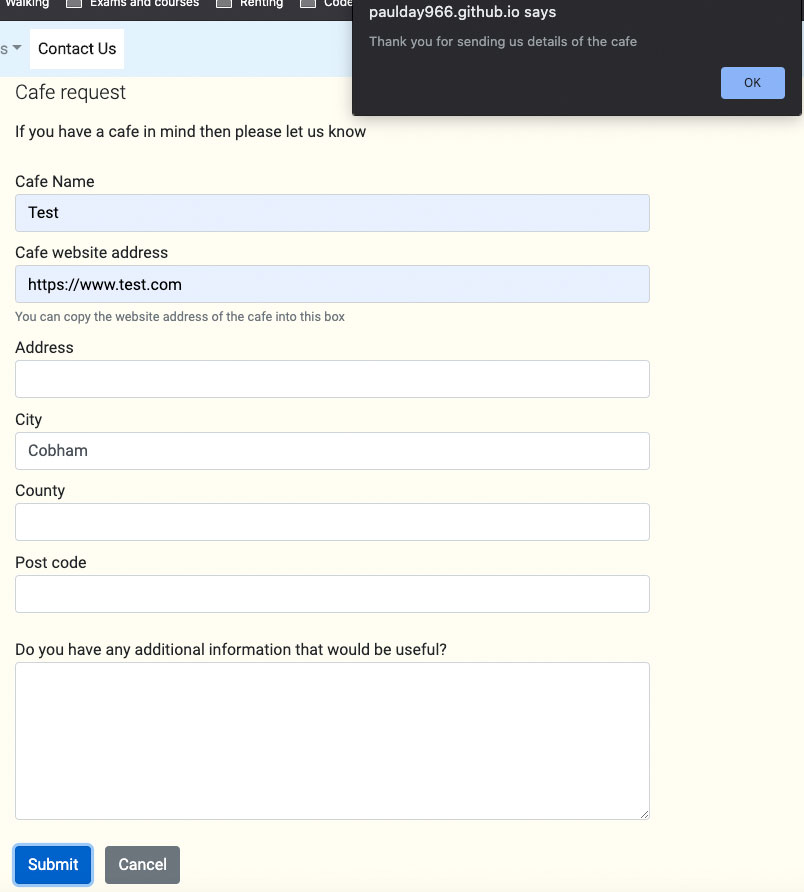 Walking Exams and courses Renting Code
paulday966.github.io says
Thank you for sending us details of the cafe
OK
s Contact Us
Cafe request
If you have a cafe in mind then please let us know
Cafe Name
Test
Cafe website address
https://www.test.com
You can copy the website address of the cafe into this box
Address
City
Cobham
County
Post code
Do you have any additional information that would be useful?
Submit Cancel